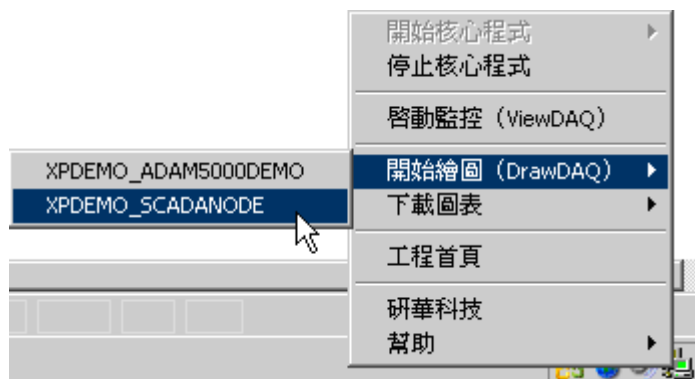 開始核心程式
停止核心程式
啓動監控（ViewDAQ）
開始繪圖（DrawDAQ）
下載圖表
工程首頁
研華科技
幫助
XPDEMO_ADAM5000DEMO
XPDEMO_SCADANODE